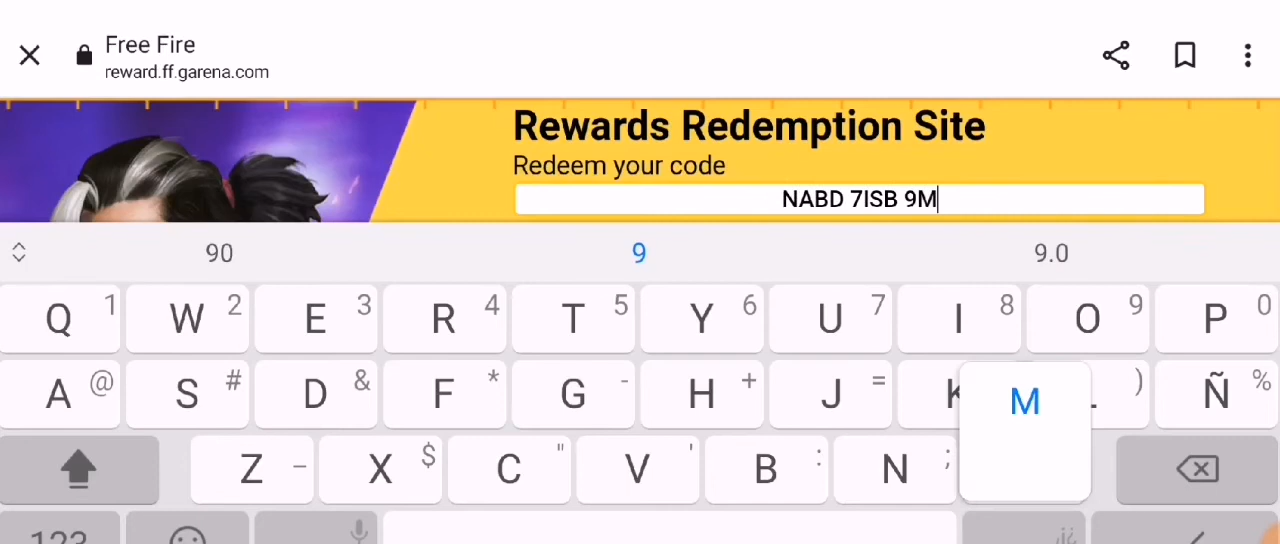 Free Fire
reward.ff.garena.com
Rewards Redemption Site
Redeem your code
NABD 7ISB 9M
90 9 9.0
Q 1 W 2 E 3 R 4 T 5 Y 6 U 7 I 8 O 9 P 0
A @ S # D & F * G - H + J = K ) Ñ %
M
Z _ X $ C " V ' B : N ;
123